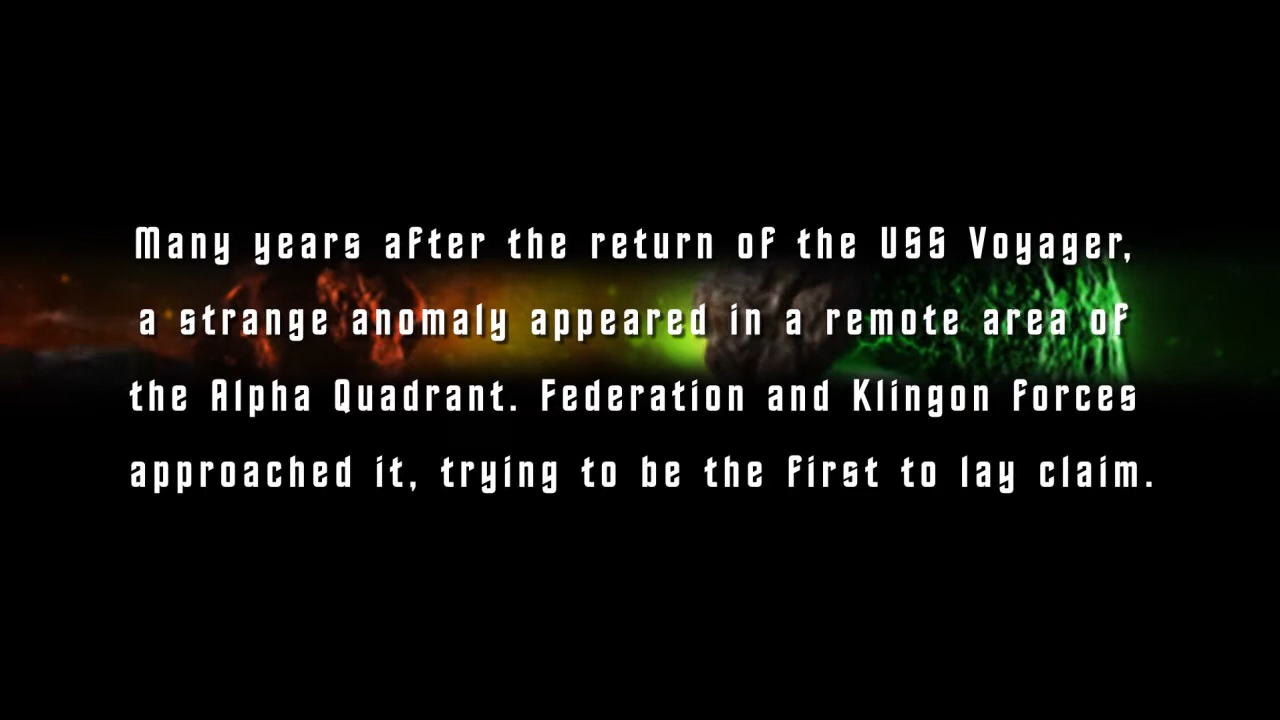 Many years after the return of the USS Voyager,
a strange anomaly appeared in a remote area of
the Alpha Quadrant. Federation and Klingon forces
approached it, trying to be the first to lay claim.